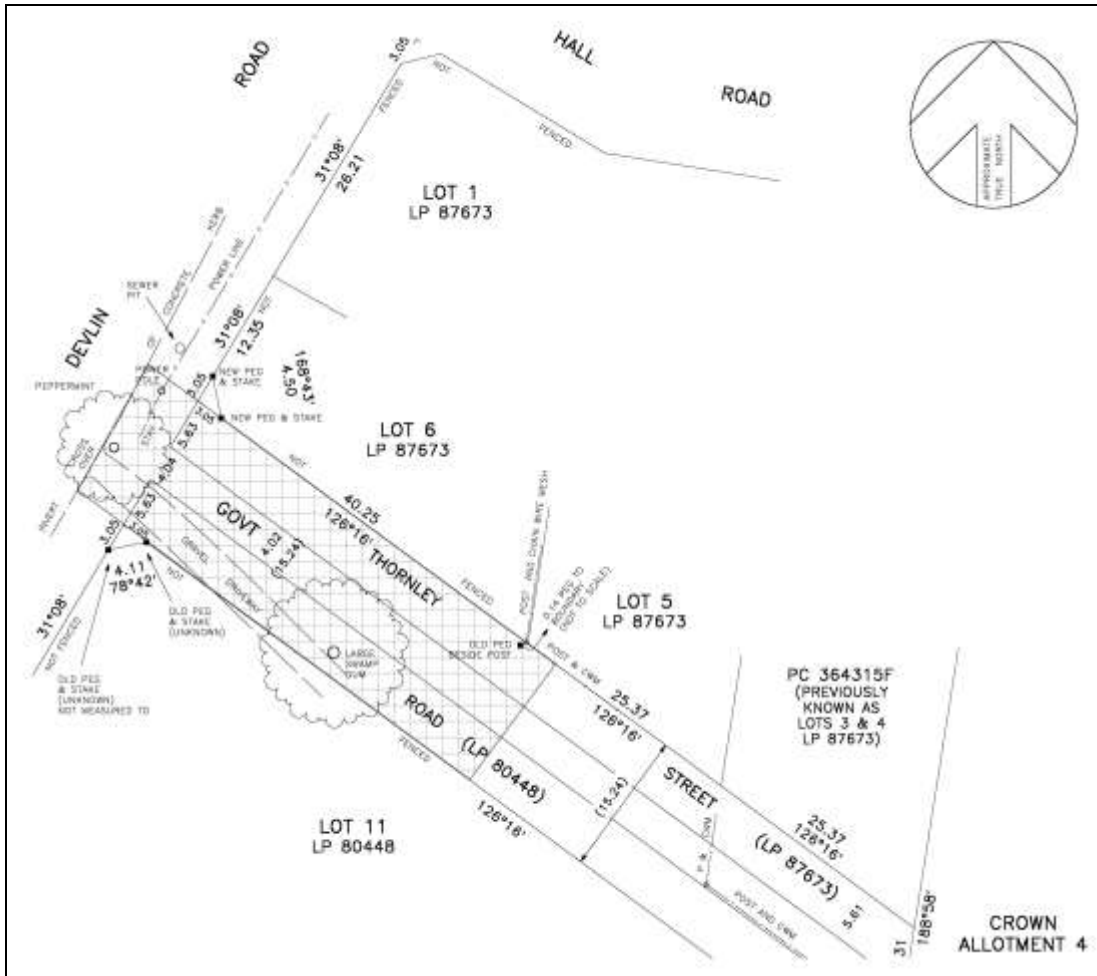 HALL
ROAD
ROAD
3.05
NOT
FENCED
FENCED
APPROXIMATE
TRUE NORTH
31°08'
26.21
LOT 1
LP 87673
KERB
CONCRETE
POWER LINE
SEWER
PIT
31°08'
12.35
NOT
DEVLIN
168°43'
4.50
POWER
POLE
3.05
NEW PEG
& STAKE
PEPPERMINT
3.05
NEW PEG & STAKE
LOT 6
LP 87673
CROSS
OVER
STAY
5.63
4.04
5.63
NOT
40.25
126°16'
GOVT
4.02
(15.24)
THORNLEY
FENCED
POST AND CHAIN WIRE MESH
INVERT
3.05
3.05
GRAVEL
DRIVEWAY
4.11
78°42'
NOT
0.14 PEG TO
BOUNDARY
(NOT TO SCALE)
LOT 5
LP 87673
31°08'
NOT FENCED
OLD PEG
& STAKE
(UNKNOWN)
OLD PEG
BESIDE POST
POST & CWM
LARGE
SWAMP
GUM
OLD PEG
& STAKE
(UNKNOWN)
NOT MEASURED TO
25.37
126°16'
PC 364315F
(PREVIOUSLY
KNOWN AS
LOTS 3 & 4
LP 87673)
ROAD
(LP 80448)
FENCED
(15.24)
STREET
(LP 87673)
25.37
126°16'
126°16'
LOT 11
LP 80448
POST AND CWM
5.61
31
188°58'
CROWN
ALLOTMENT 4